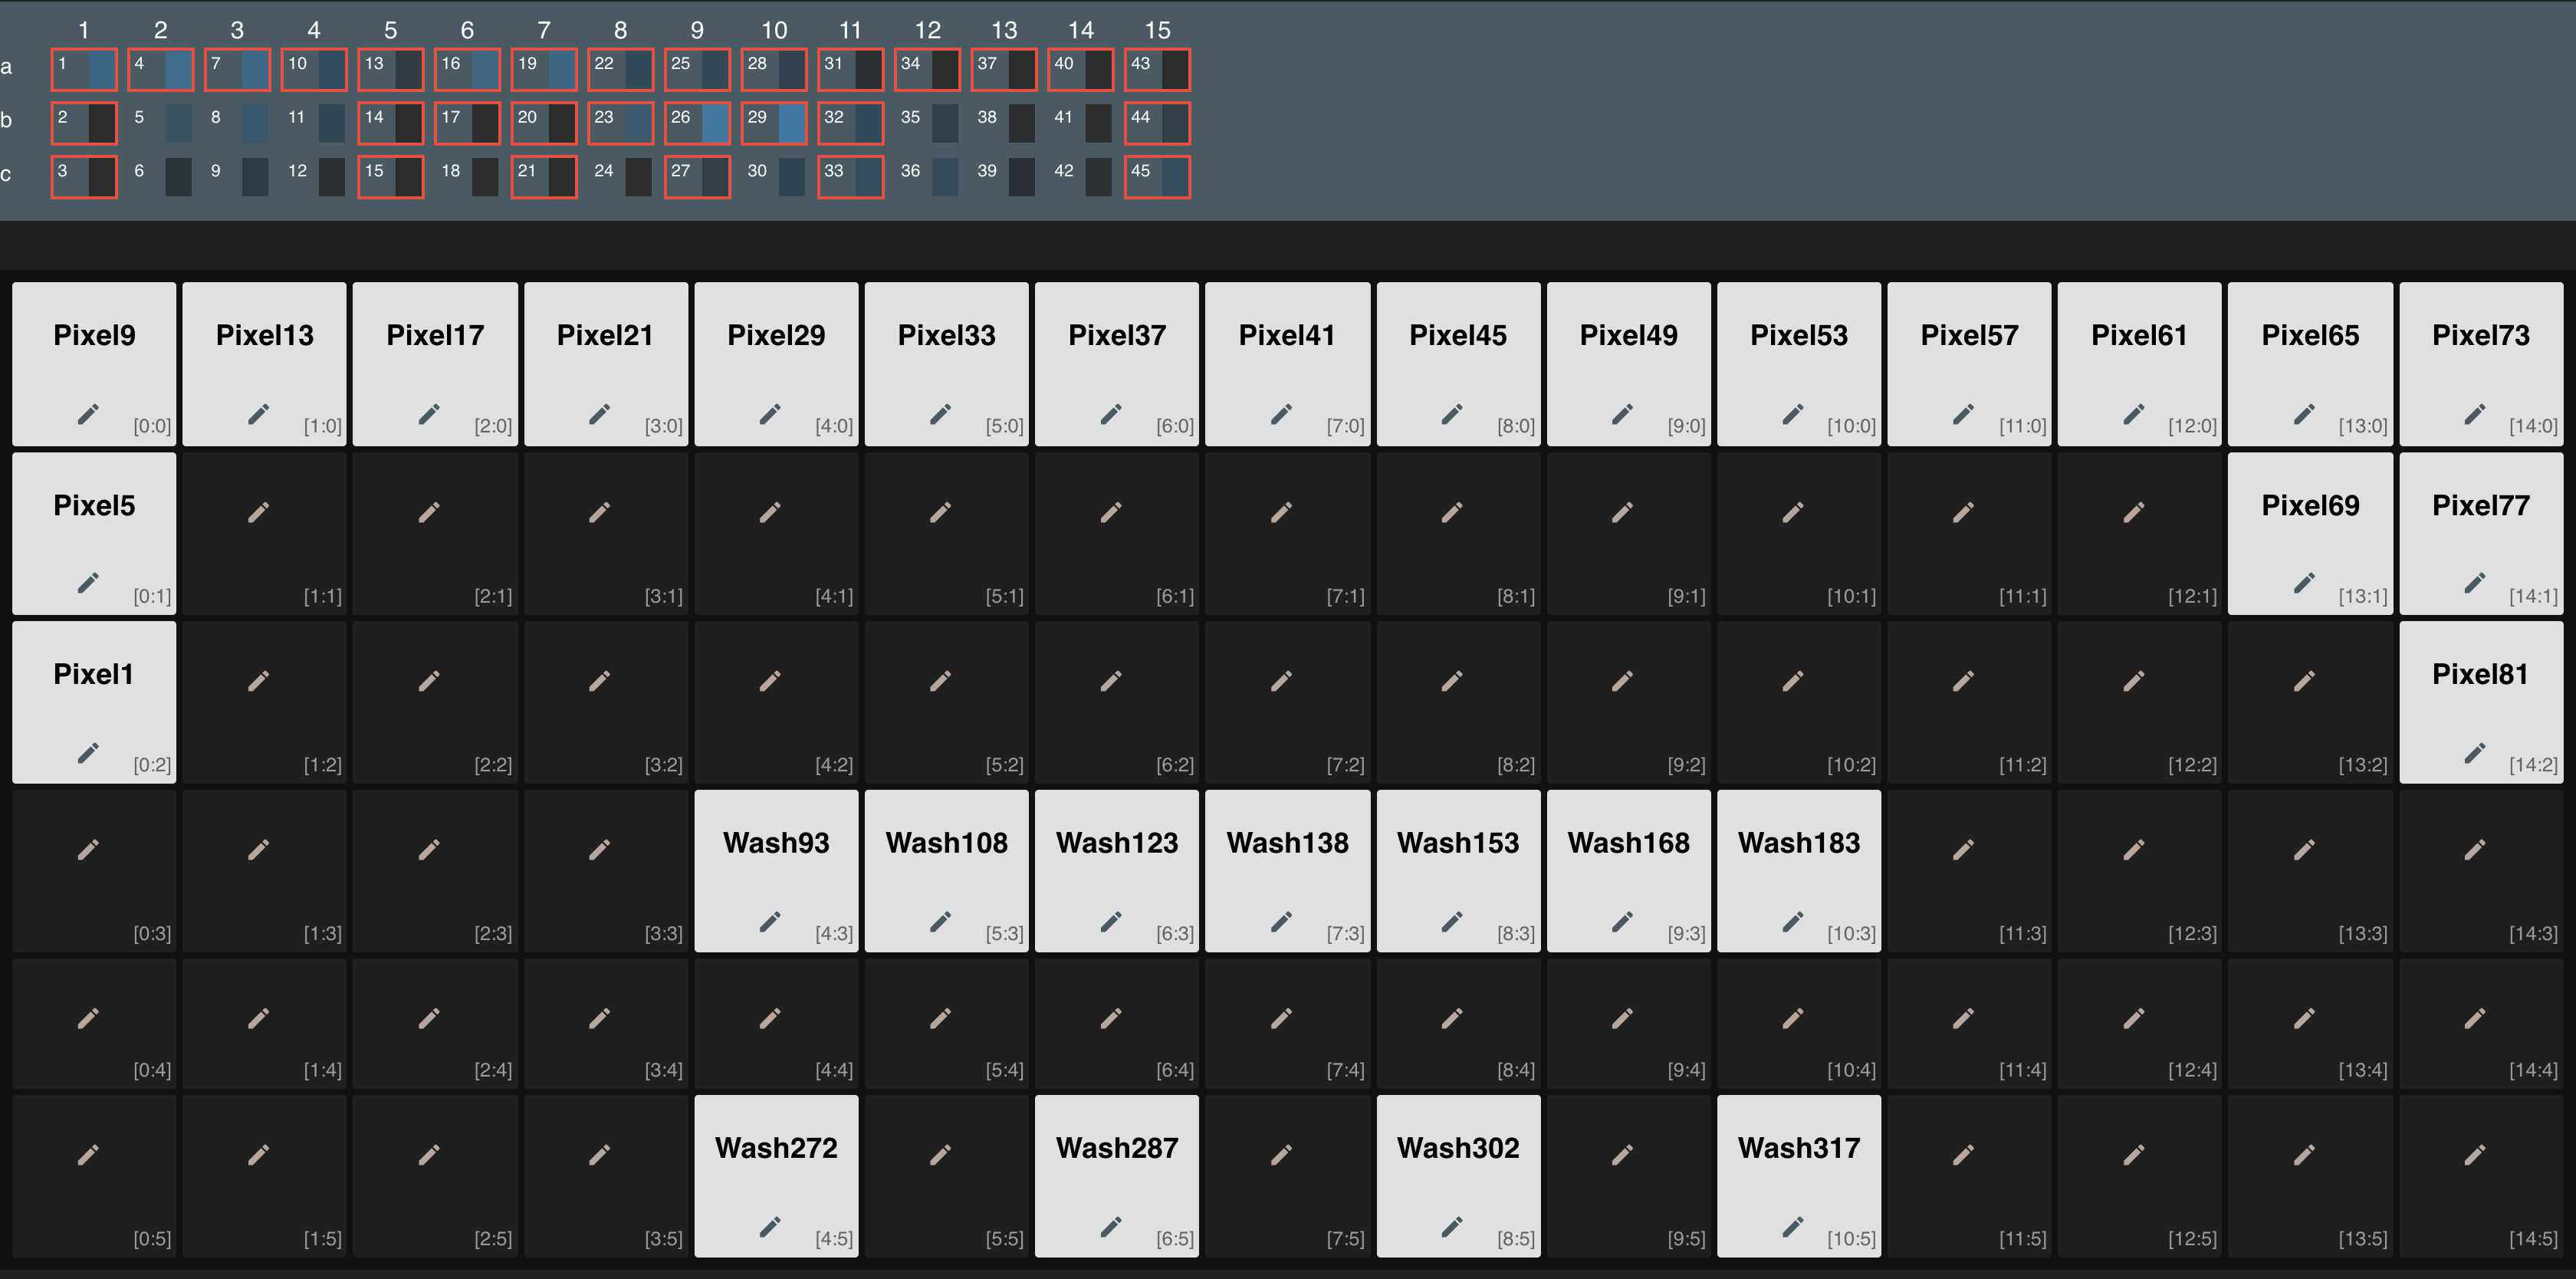 1 2 3 4 5 6 7 8 9 10 11 12 13 14 15
a 1 4 7 10 13 16 19 22 25 28 31 34 37 40 43
b 2 5 8 11 14 17 20 23 26 29 32 35 38 41 44
c 3 6 9 12 15 18 21 24 27 30 33 36 39 42 45
Pixel9 Pixel13 Pixel17 Pixel21 Pixel29 Pixel33 Pixel37 Pixel41 Pixel45 Pixel49 Pixel53 Pixel57 Pixel61 Pixel65 Pixel73
[0:0] [1:0] [2:0] [3:0] [4:0] [5:0] [6:0] [7:0] [8:0] [9:0] [10:0] [11:0] [12:0] [13:0] [14:0]
Pixel5 Pixel69 Pixel77
[0:1] [1:1] [2:1] [3:1] [4:1] [5:1] [6:1] [7:1] [8:1] [9:1] [10:1] [11:1] [12:1] [13:1] [14:1]
Pixel1 Pixel81
[0:2] [1:2] [2:2] [3:2] [4:2] [5:2] [6:2] [7:2] [8:2] [9:2] [10:2] [11:2] [12:2] [13:2] [14:2]
Wash93 Wash108 Wash123 Wash138 Wash153 Wash168 Wash183
[0:3] [1:3] [2:3] [3:3] [4:3] [5:3] [6:3] [7:3] [8:3] [9:3] [10:3] [11:3] [12:3] [13:3] [14:3]
[0:4] [1:4] [2:4] [3:4] [4:4] [5:4] [6:4] [7:4] [8:4] [9:4] [10:4] [11:4] [12:4] [13:4] [14:4]
Wash272 Wash287 Wash302 Wash317
[0:5] [1:5] [2:5] [3:5] [4:5] [5:5] [6:5] [7:5] [8:5] [9:5] [10:5] [11:5] [12:5] [13:5] [14:5]